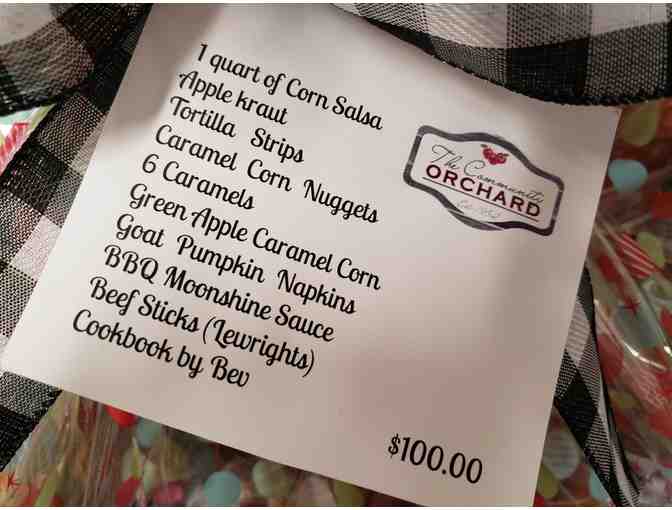 1 quart of Corn Salsa
Apple kraut
Tortilla Strips
Caramel Corn Nuggets
6 Caramels
Green Apple Caramel Corn
Goat Pumpkin Napkins
BBQ Moonshine Sauce
Beef Sticks (Lewrights)
Cookbook by Bev
The Community
ORCHARD
Est.
$100.00